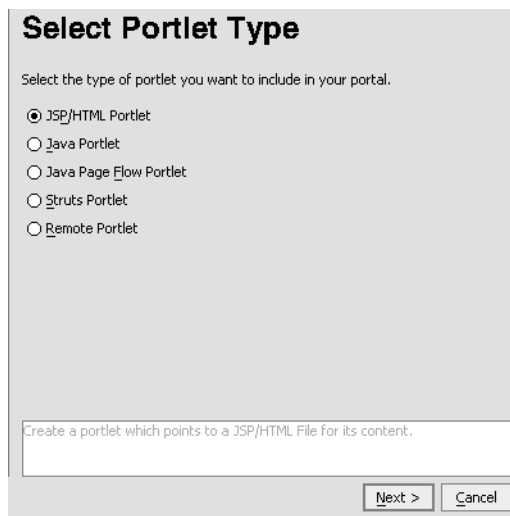 Select Portlet Type
Select the type of portlet you want to include in your portal.
JSP/HTML Portlet
Java Portlet
Java Page Flow Portlet
Struts Portlet
Remote Portlet
Create a portlet which points to a JSP/HTML File for its content.
Next >
Cancel